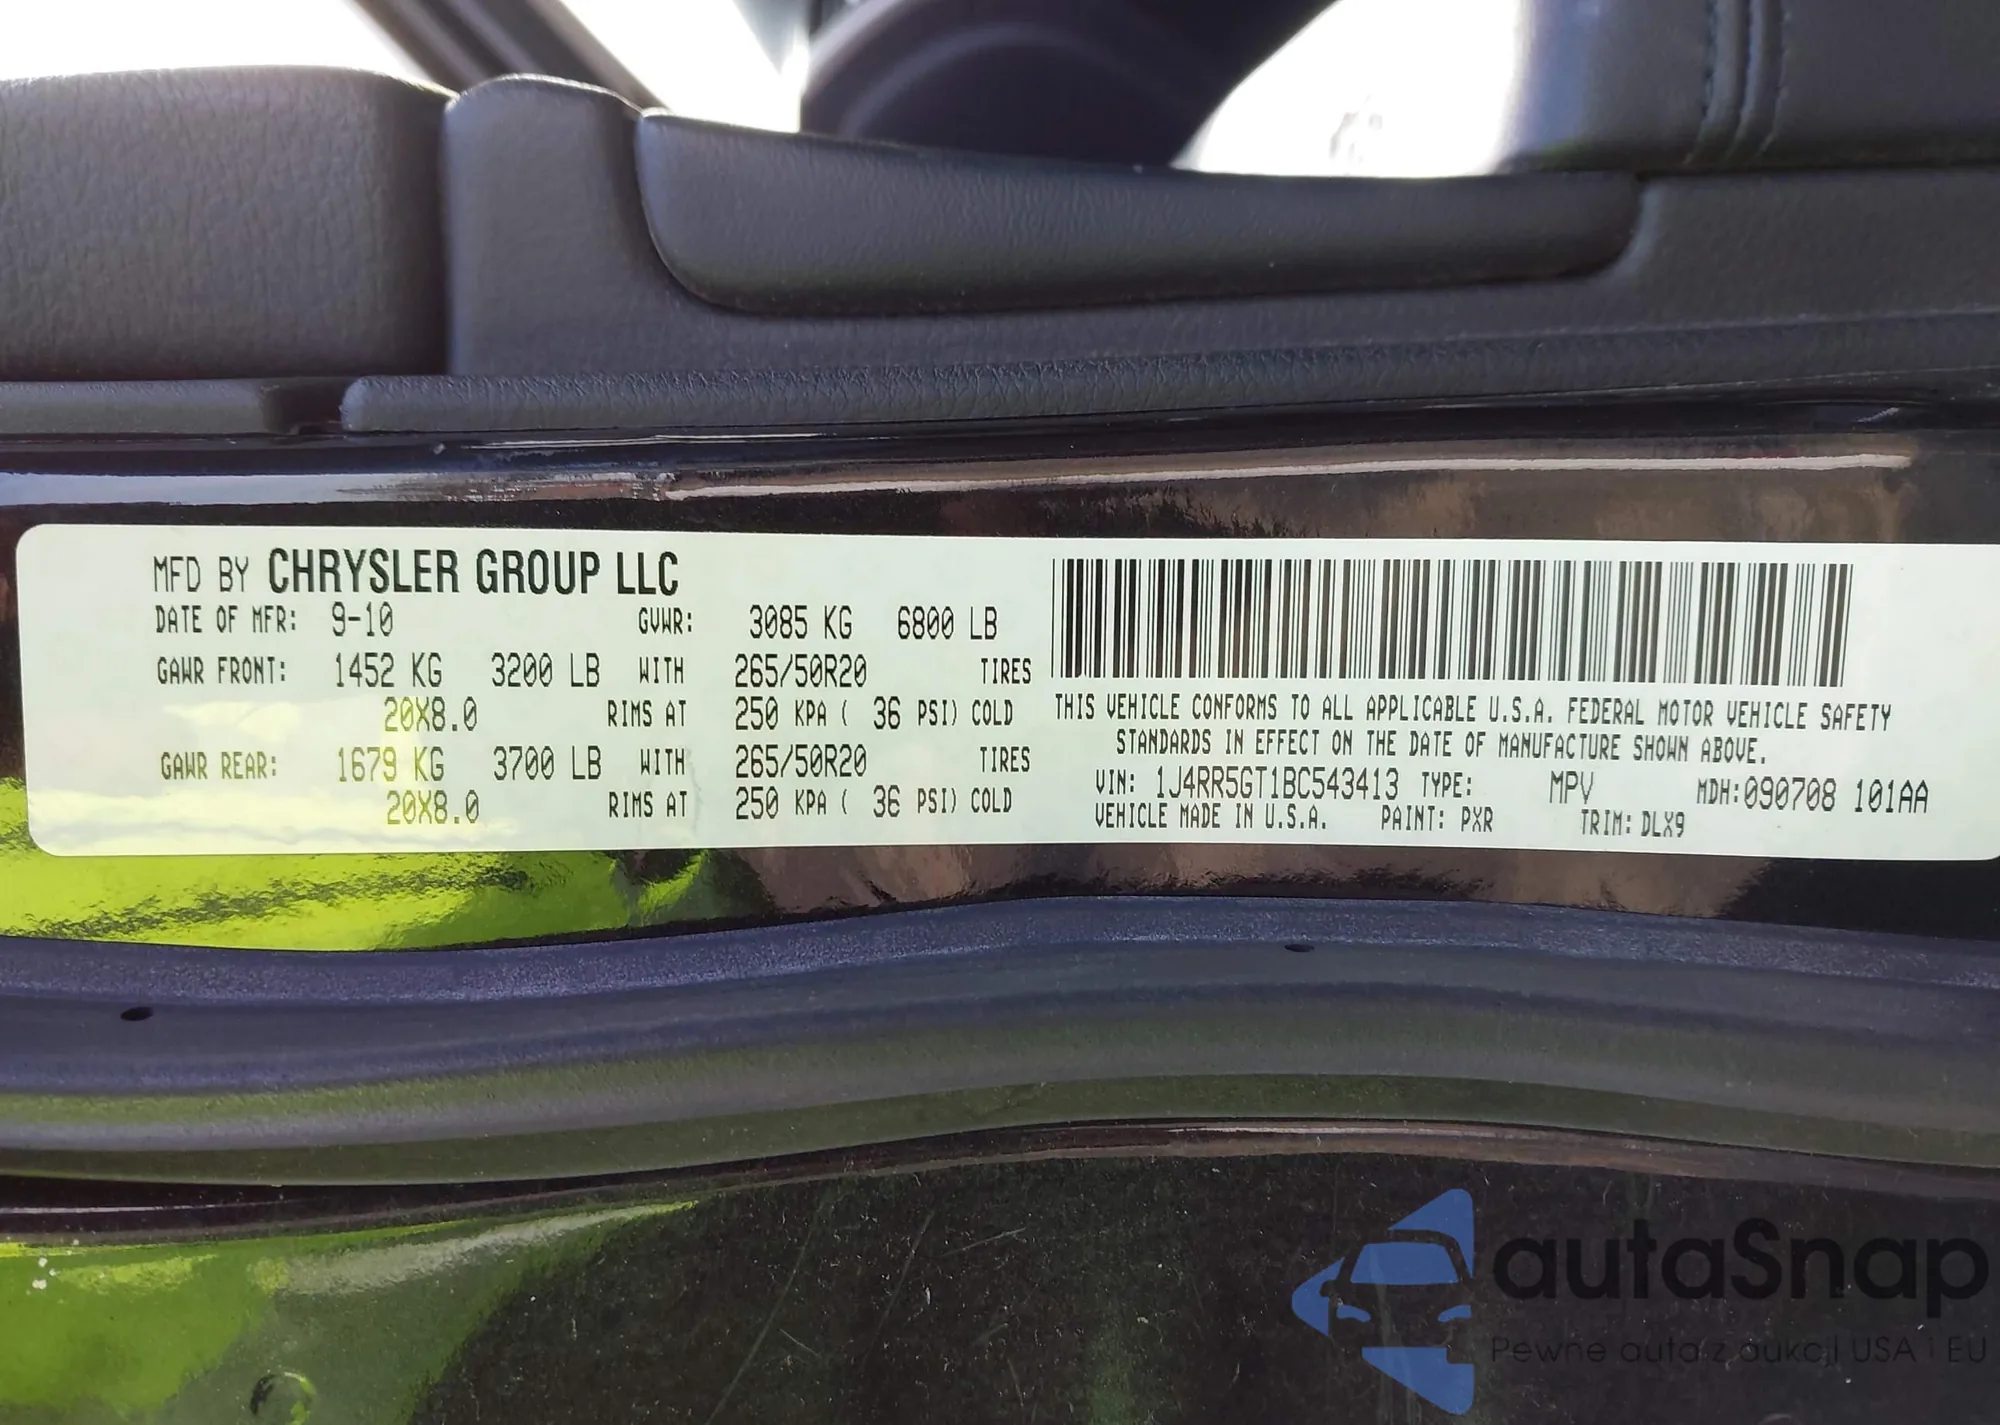 MFD BY CHRYSLER GROUP LLC
DATE OF MFR: 9-10 GVWR: 3085 KG 6800 LB
GAWR FRONT: 1452 KG 3200 LB WITH 265/50R20 TIRES
20X8.0 RIMS AT 250 KPA ( 36 PSI) COLD
GAWR REAR: 1679 KG 3700 LB WITH 265/50R20 TIRES
20X8.0 RIMS AT 250 KPA ( 36 PSI) COLD
THIS VEHICLE CONFORMS TO ALL APPLICABLE U.S.A. FEDERAL MOTOR VEHICLE SAFETY
STANDARDS IN EFFECT ON THE DATE OF MANUFACTURE SHOWN ABOVE.
VIN: 1J4RR5GT1BC543413 TYPE: MPV MDH:090708 101AA
VEHICLE MADE IN U.S.A. PAINT: PXR TRIM: DLX9
autaSnap
Pewne auta z aukcji USA i EU